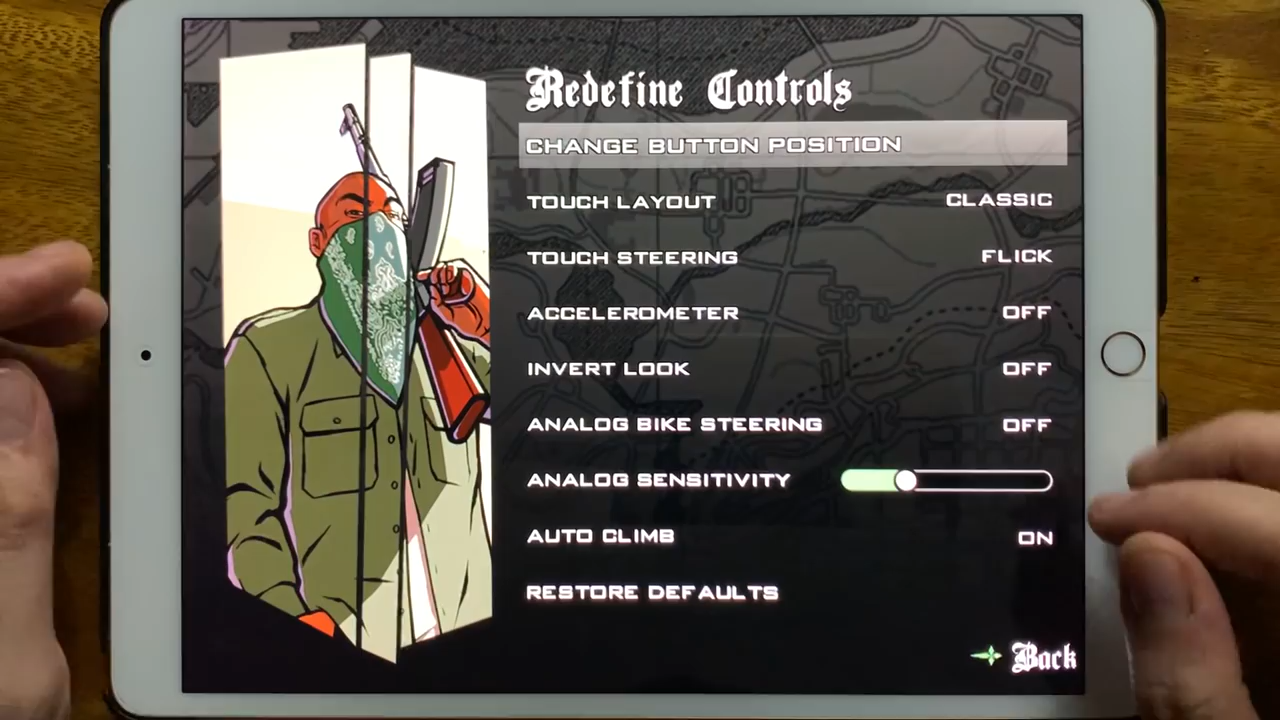 Redefine Controls
CHANGE BUTTON POSITION
TOUCH LAYOUT CLASSIC
TOUCH STEERING FLICK
ACCELEROMETER OFF
INVERT LOOK OFF
ANALOG BIKE STEERING OFF
ANALOG SENSITIVITY
AUTO CLIMB ON
RESTORE DEFAULTS
Back